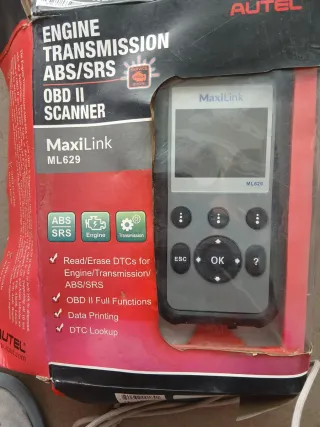 AUTEL
ENGINE
TRANSMISSION
ABS/SRS
OBD II
SCANNER
MaxiLink
ML629
MaxiLink
ML629
ABS
SRS
Engine
Transmission
ESC
OK
?
Read/Erase DTCs for
Engine/Transmission/
ABS/SRS
OBD II Full Functions
Data Printing
DTC Lookup
AUTEL